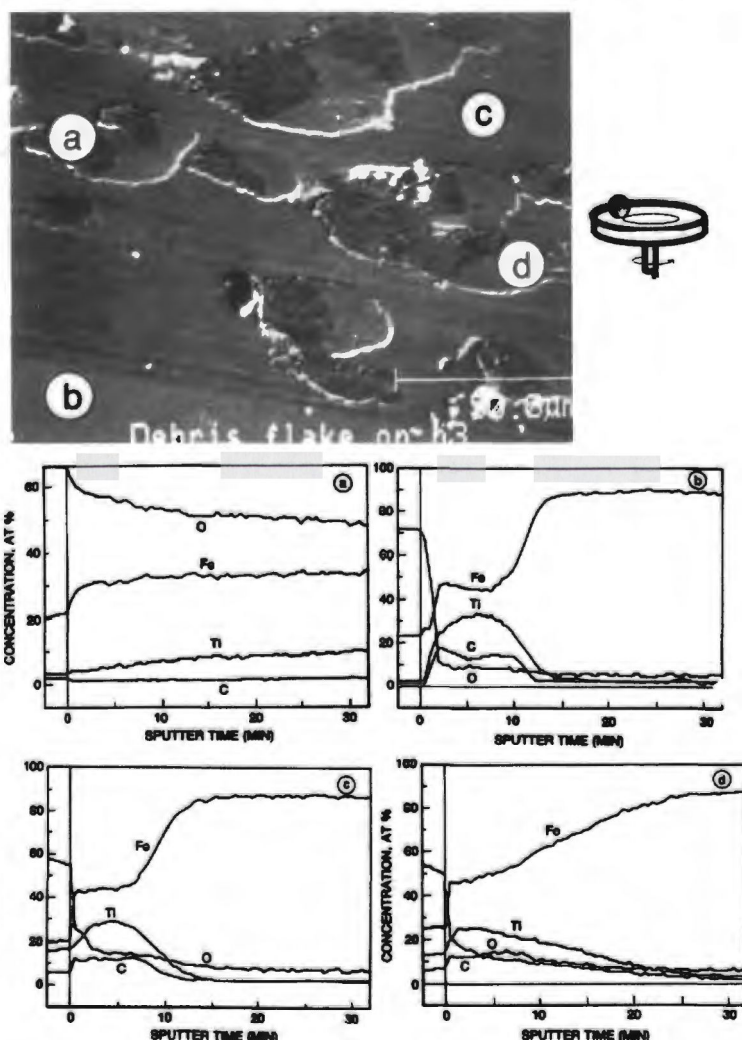 a
c
d
b
Debris flake on h3
a
60
40
20
0
CONCENTRATION, AT %
O
Fe
Ti
C
0
10
20
30
SPUTTER TIME (MIN)
b
100
80
60
40
20
0
Fe
Ti
C
O
0
10
20
30
SPUTTER TIME (MIN)
c
100
80
60
40
20
0
CONCENTRATION, AT %
Fe
Ti
O
C
0
10
20
30
SPUTTER TIME (MIN)
d
100
80
60
40
20
0
CONCENTRATION, AT %
Fe
Ti
O
C
0
10
20
30
SPUTTER TIME (MIN)